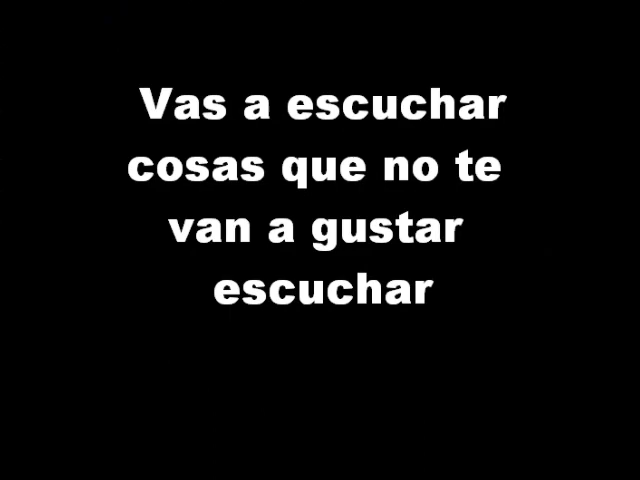 Vas a escuchar
cosas que no te
van a gustar
escuchar